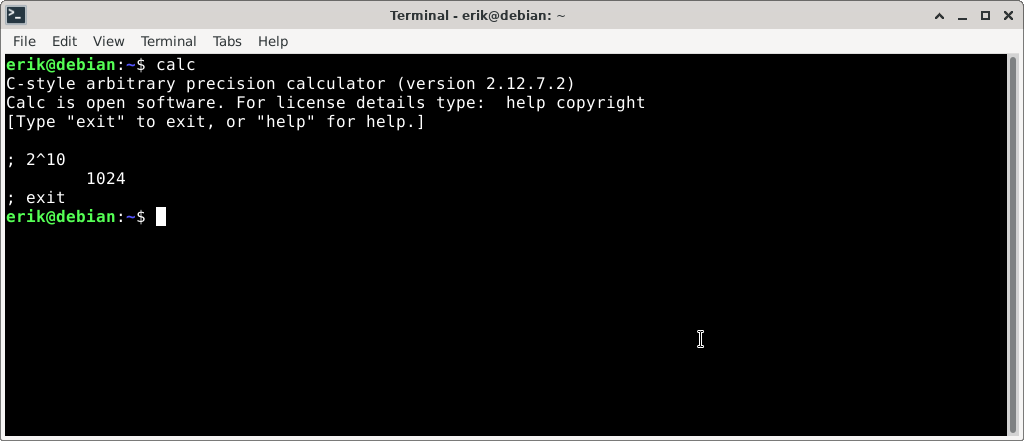 Terminal - erik@debian: ~
File Edit View Terminal Tabs Help
erik@debian:~$ calc
C-style arbitrary precision calculator (version 2.12.7.2)
Calc is open software. For license details type:  help copyright
[Type "exit" to exit, or "help" for help.]
; 2^10
        1024
; exit
erik@debian:~$